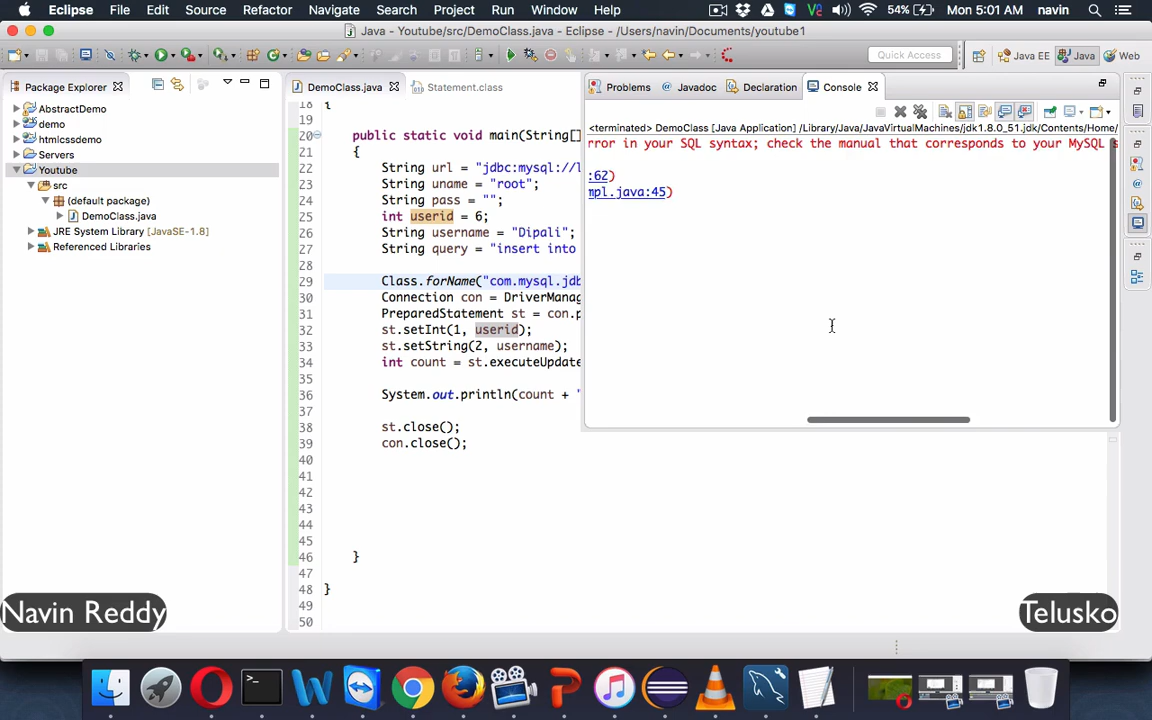 Eclipse File Edit Source Refactor Navigate Search Project Run Window Help 54% Mon 5:01 AM navin
Java - Youtube/src/DemoClass.java - Eclipse - /Users/navin/Documents/youtube1
Quick Access Java EE Java Web
Package Explorer
AbstractDemo
demo
htmlcssdemo
Servers
Youtube
src
(default package)
DemoClass.java
JRE System Library [JavaSE-1.8]
Referenced Libraries
DemoClass.java Statement.class
18 {
19
20 public static void main(String[]
21 {
22 String url = "jdbc:mysql://l
23 String uname = "root";
24 String pass = "";
25 int userid = 6;
26 String username = "Dipali";
27 String query = "insert into
28
29 Class.forName("com.mysql.jdb
30 Connection con = DriverManag
31 PreparedStatement st = con.p
32 st.setInt(1, userid);
33 st.setString(2, username);
34 int count = st.executeUpdate
35
36 System.out.println(count + "
37
38 st.close();
39 con.close();
40
41
42
43
44
45
46 }
47
48 }
49
50
Problems Javadoc Declaration Console
<terminated> DemoClass [Java Application] /Library/Java/JavaVirtualMachines/jdk1.8.0_51.jdk/Contents/Home/
rror in your SQL syntax; check the manual that corresponds to your MySQL s
:62)
mpl.java:45)
Navin Reddy
Telusko